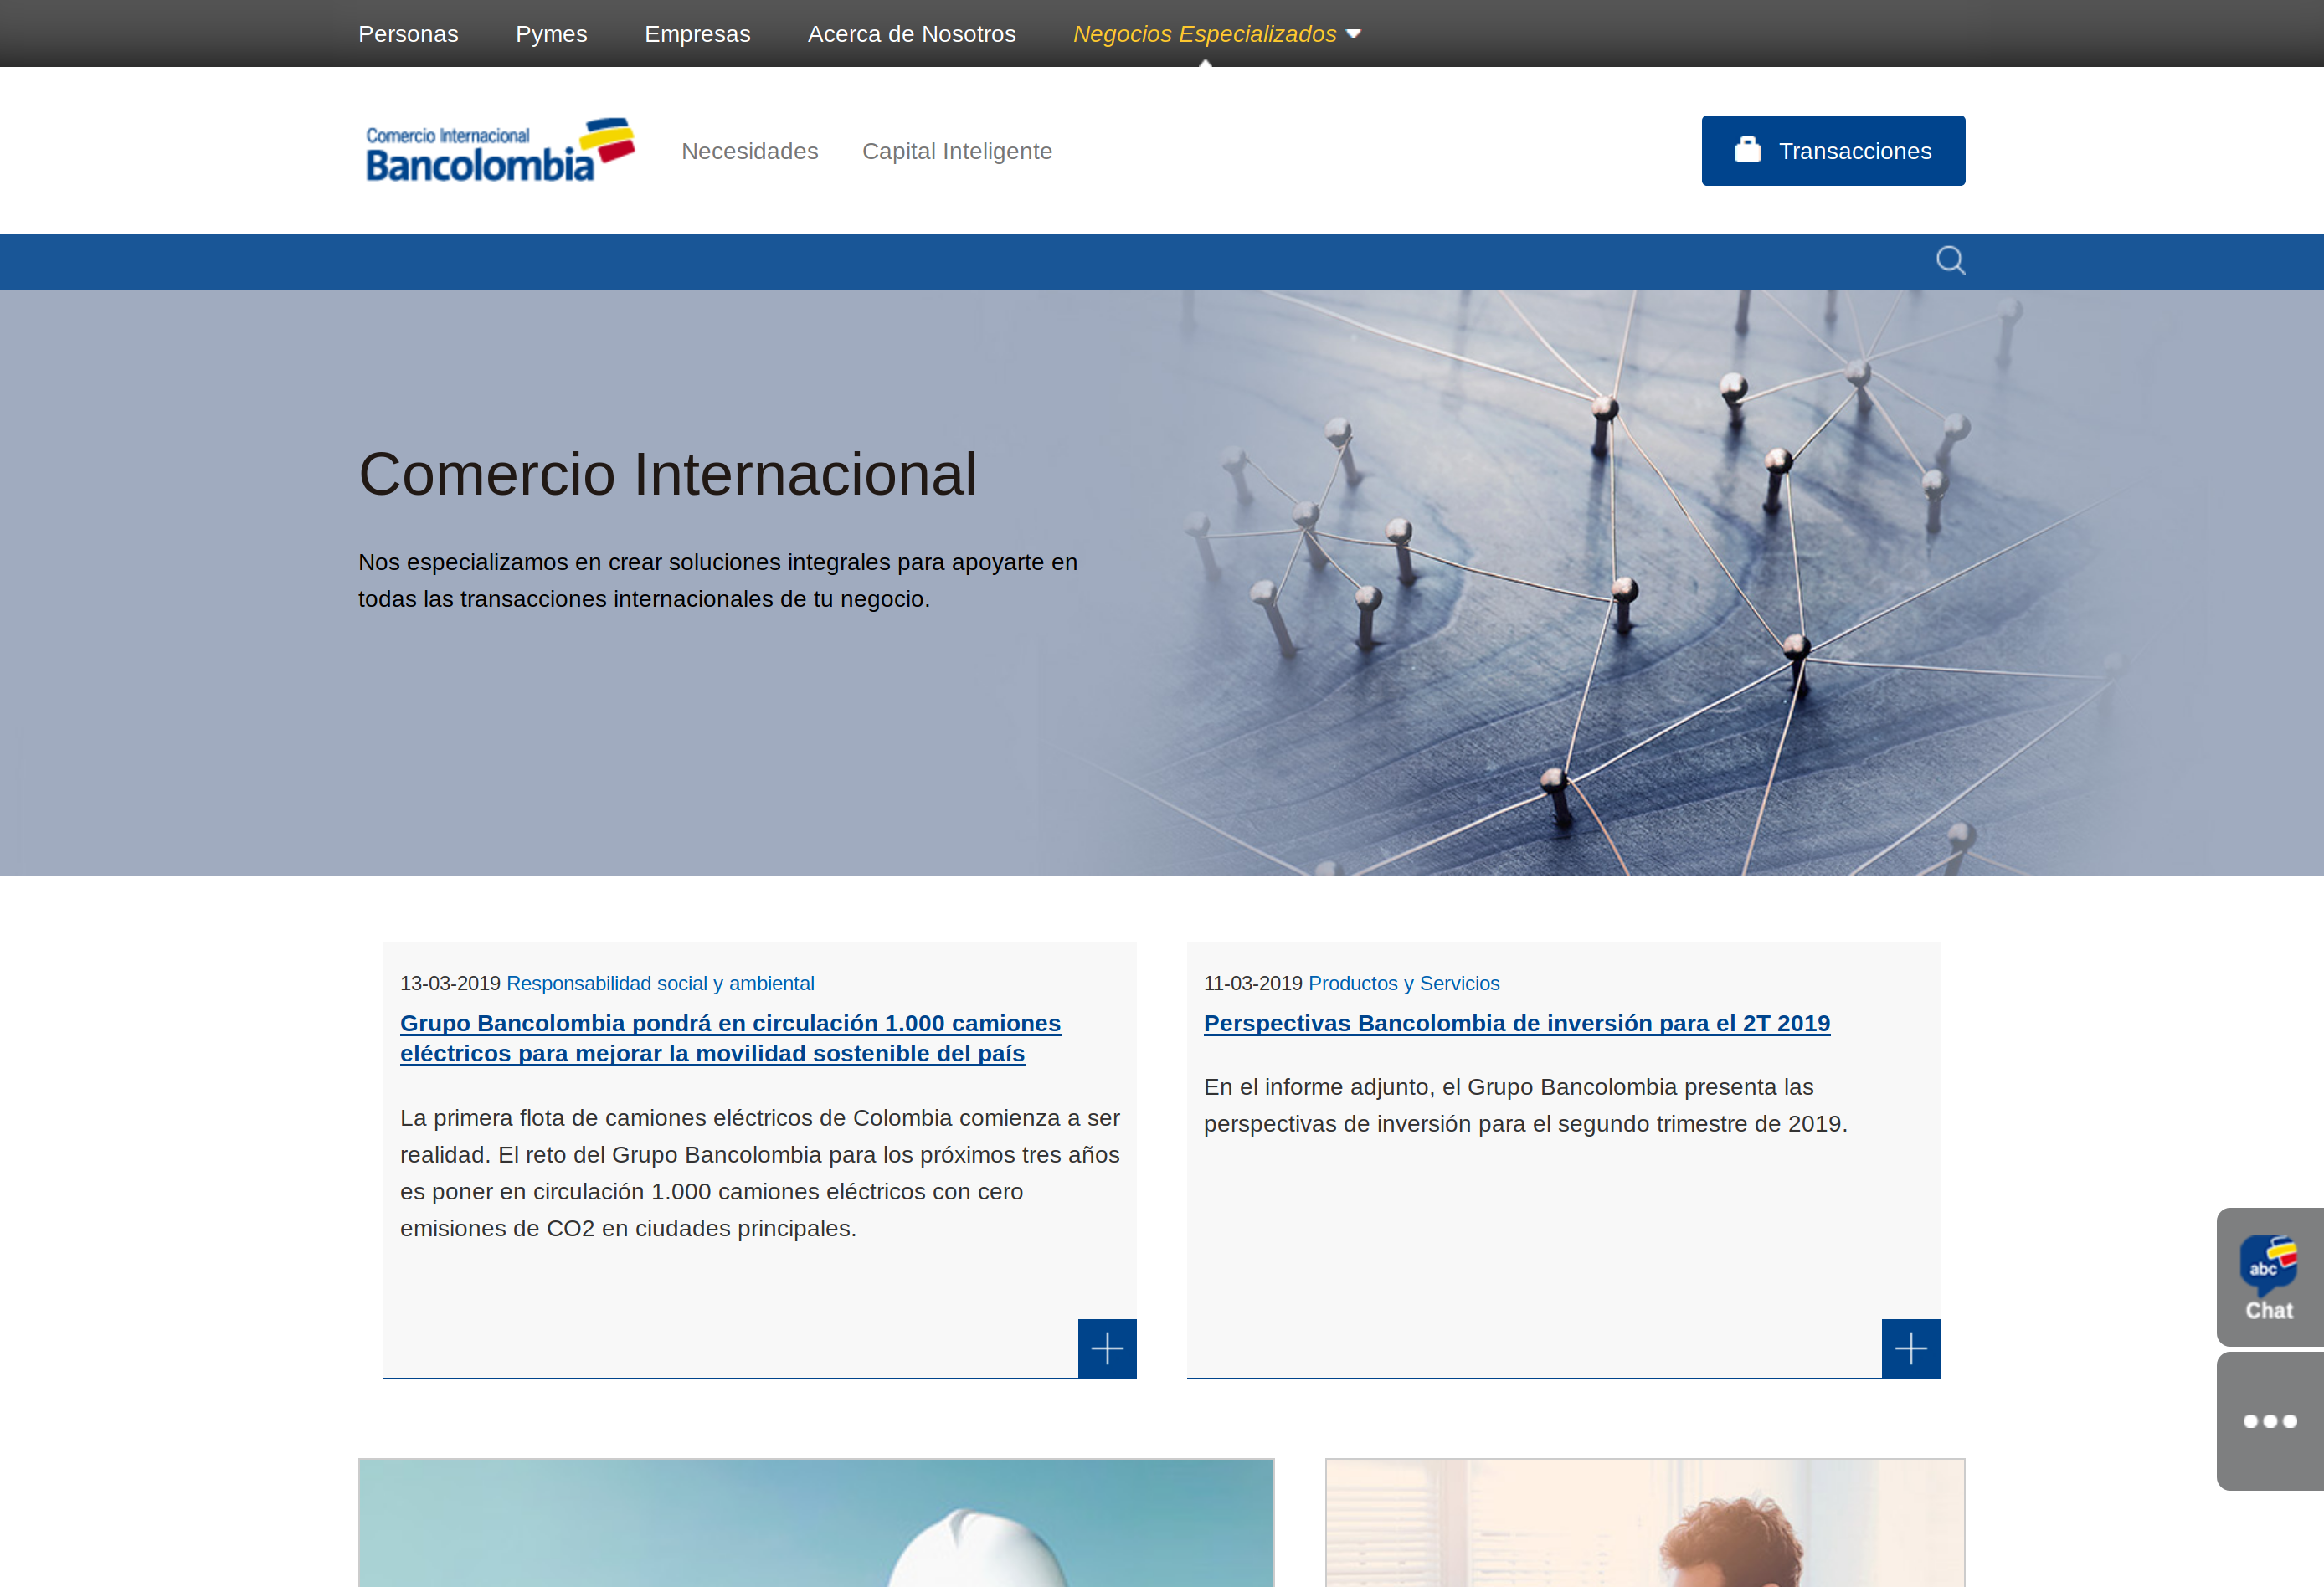 Personas Pymes Empresas Acerca de Nosotros Negocios Especializados
Comercio Internacional
Bancolombia
Necesidades Capital Inteligente
Transacciones
Comercio Internacional
Nos especializamos en crear soluciones integrales para apoyarte en
todas las transacciones internacionales de tu negocio.
13-03-2019 Responsabilidad social y ambiental
Grupo Bancolombia pondrá en circulación 1.000 camiones
eléctricos para mejorar la movilidad sostenible del país
La primera flota de camiones eléctricos de Colombia comienza a ser
realidad. El reto del Grupo Bancolombia para los próximos tres años
es poner en circulación 1.000 camiones eléctricos con cero
emisiones de CO2 en ciudades principales.
11-03-2019 Productos y Servicios
Perspectivas Bancolombia de inversión para el 2T 2019
En el informe adjunto, el Grupo Bancolombia presenta las
perspectivas de inversión para el segundo trimestre de 2019.
abc
Chat